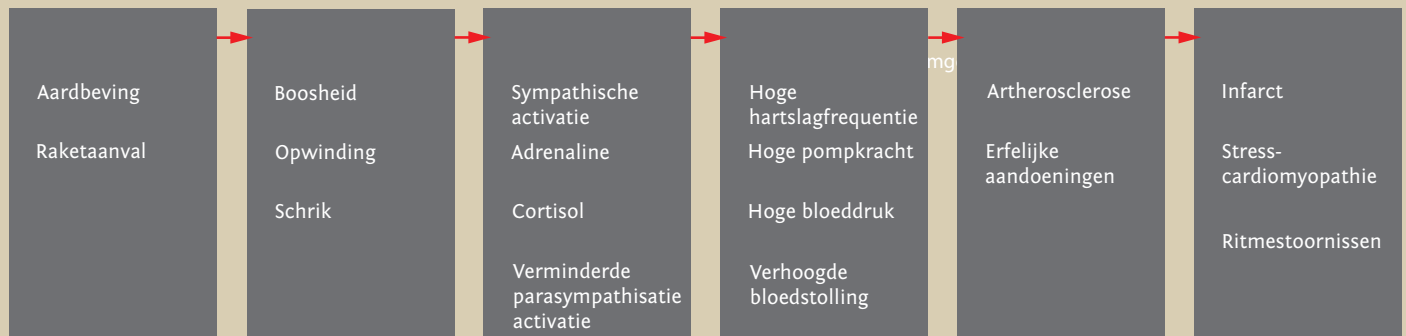 Aardbeving
Raketaanval
Boosheid
Opwinding
Schrik
Sympathische
activatie
Adrenaline
Cortisol
Verminderde
parasympathisatie
activatie
Hoge
hartslagfrequentie
Hoge pompkracht
Hoge bloeddruk
Verhoogde
bloedstolling
Artherosclerose
Erfelijke
aandoeningen
Infarct
Stress-
cardiomyopathie
Ritmestoornissen